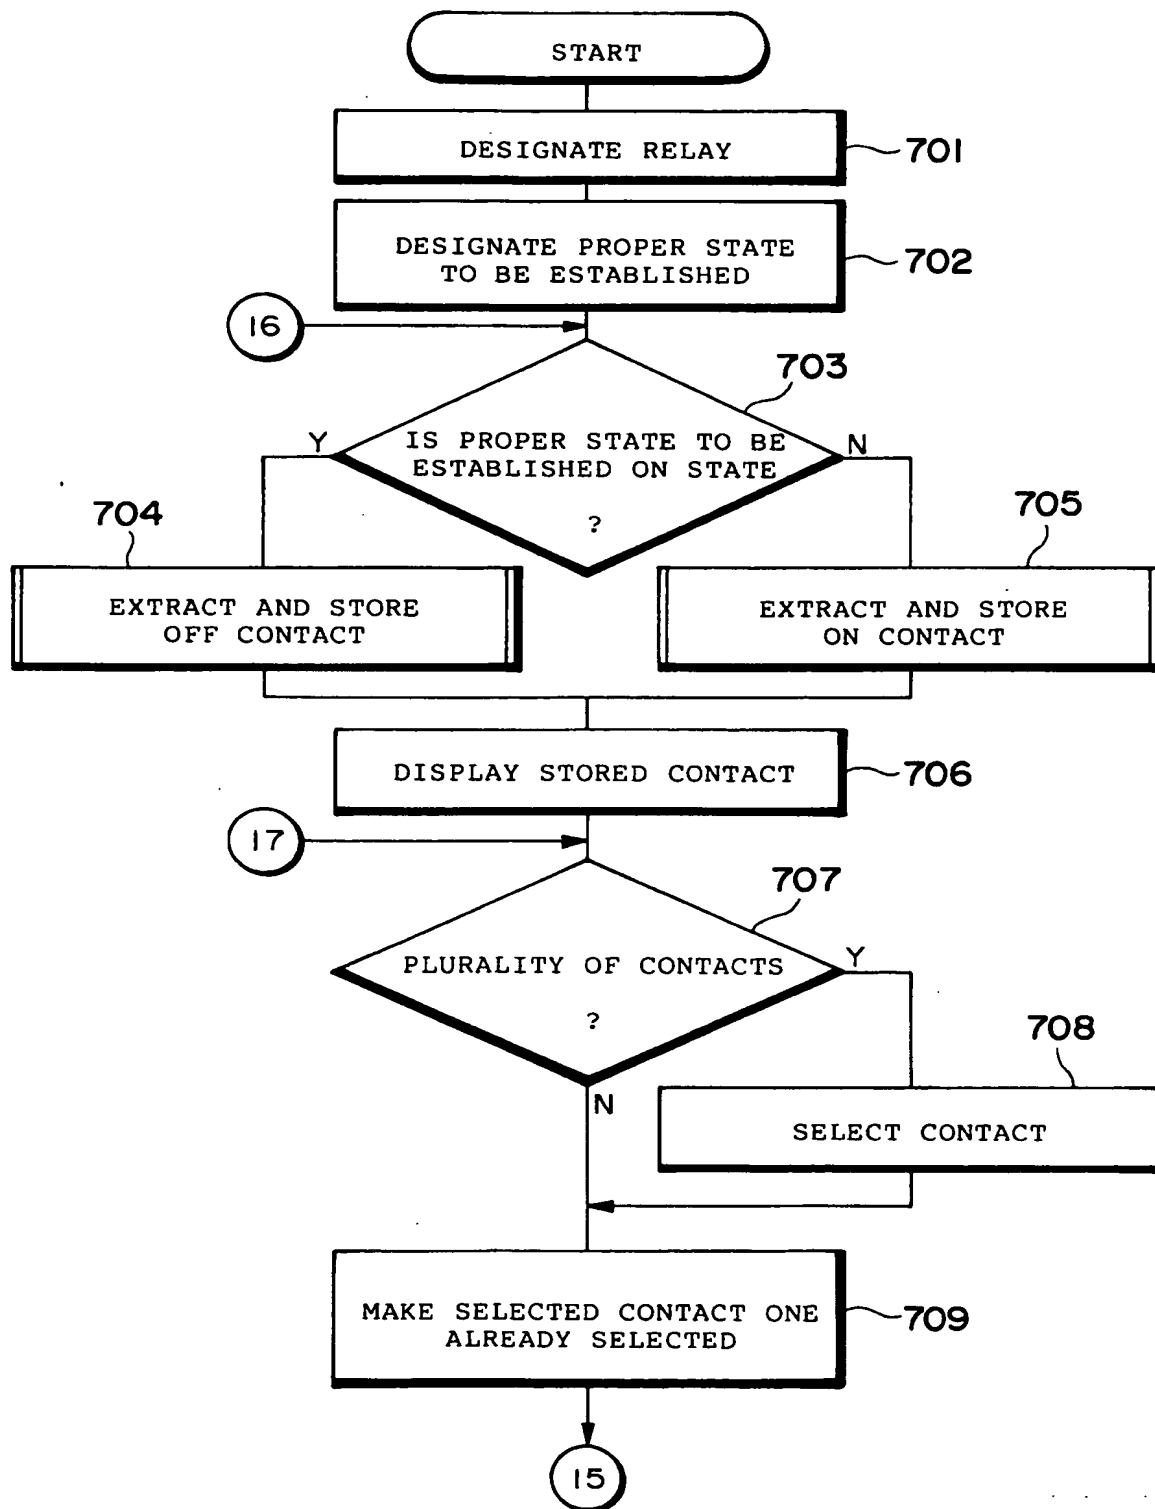 START
DESIGNATE RELAY
701
DESIGNATE PROPER STATE
TO BE ESTABLISHED
702
16
703
IS PROPER STATE TO BE
ESTABLISHED ON STATE
?
Y
N
704
705
EXTRACT AND STORE
OFF CONTACT
EXTRACT AND STORE
ON CONTACT
DISPLAY STORED CONTACT
706
17
707
PLURALITY OF CONTACTS
?
Y
N
708
SELECT CONTACT
MAKE SELECTED CONTACT ONE
ALREADY SELECTED
709
15